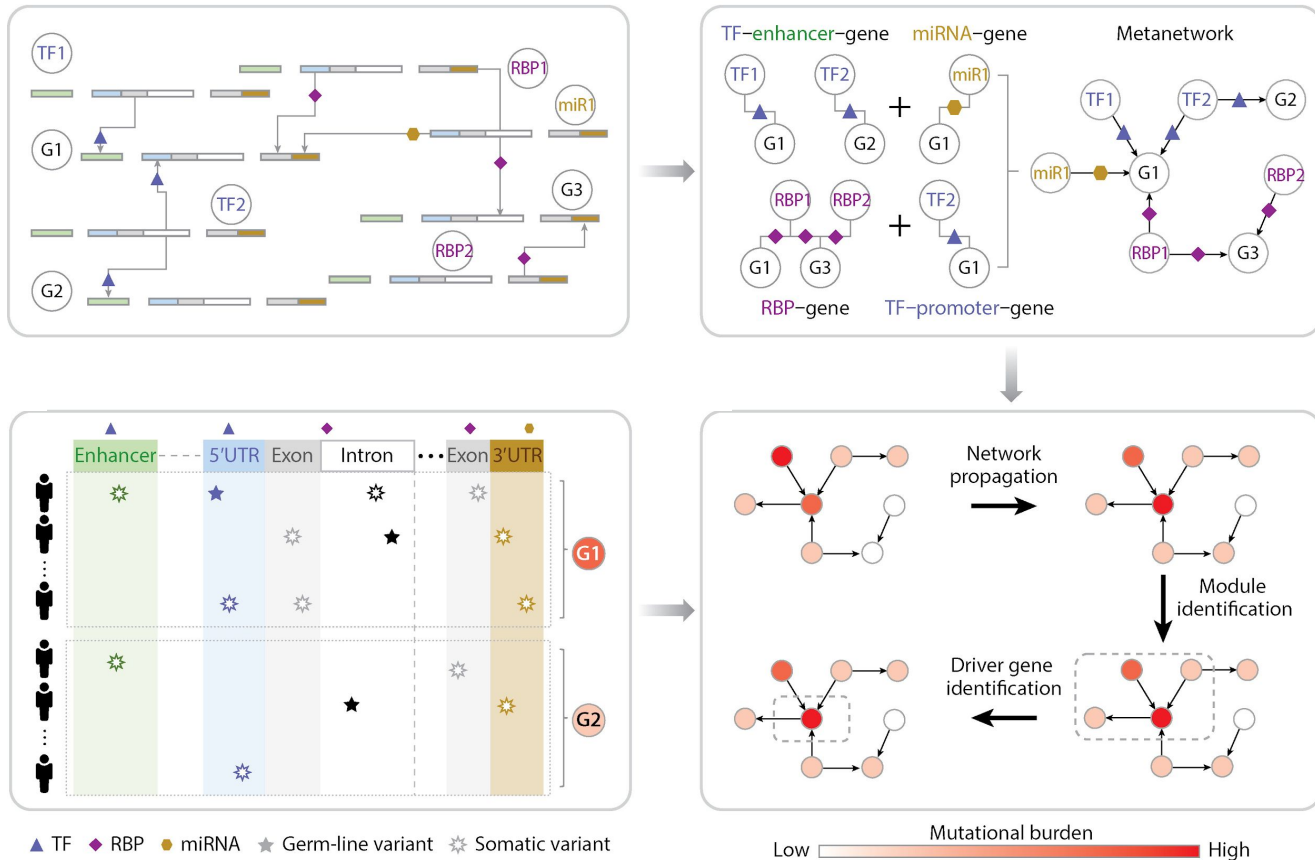 TF1
RBP1
miR1
G1
G3
TF2
RBP2
G2
TF–enhancer–gene
miRNA–gene
Metanetwork
TF1
TF2
miR1
+
G1
G2
G1
RBP1
RBP2
+
TF2
G1
G3
G1
RBP–gene
TF–promoter–gene
TF1
TF2
G2
miR1
G1
RBP2
RBP1
G3
Enhancer
5′UTR
Exon
Intron
•••
Exon
3′UTR
G1
G2
TF
RBP
miRNA
Germ-line variant
Somatic variant
Network
propagation
Module
identification
Driver gene
identification
Mutational burden
Low
High